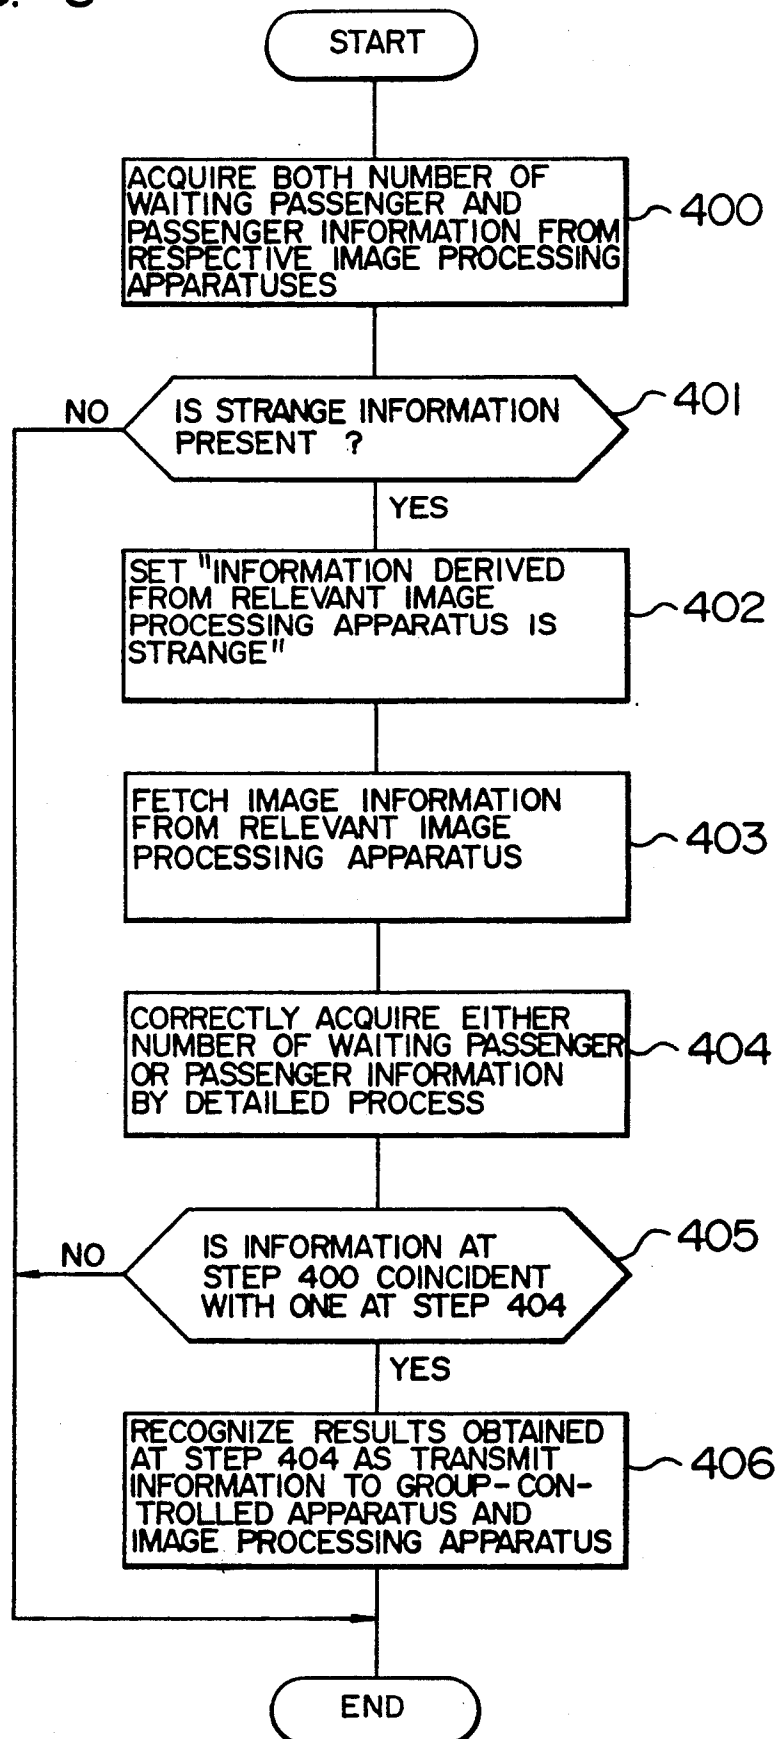 START
ACQUIRE BOTH NUMBER OF
WAITING PASSENGER AND
PASSENGER INFORMATION FROM
RESPECTIVE IMAGE PROCESSING
APPARATUSES
400
IS STRANGE INFORMATION
PRESENT ?
401
NO
YES
SET "INFORMATION DERIVED
FROM RELEVANT IMAGE
PROCESSING APPARATUS IS
STRANGE"
402
FETCH IMAGE INFORMATION
FROM RELEVANT IMAGE
PROCESSING APPARATUS
403
CORRECTLY ACQUIRE EITHER
NUMBER OF WAITING PASSENGER
OR PASSENGER INFORMATION
BY DETAILED PROCESS
404
IS INFORMATION AT
STEP 400 COINCIDENT
WITH ONE AT STEP 404
405
NO
YES
RECOGNIZE RESULTS OBTAINED
AT STEP 404 AS TRANSMIT
INFORMATION TO GROUP-CON-
TROLLED APPARATUS AND
IMAGE PROCESSING APPARATUS
406
END